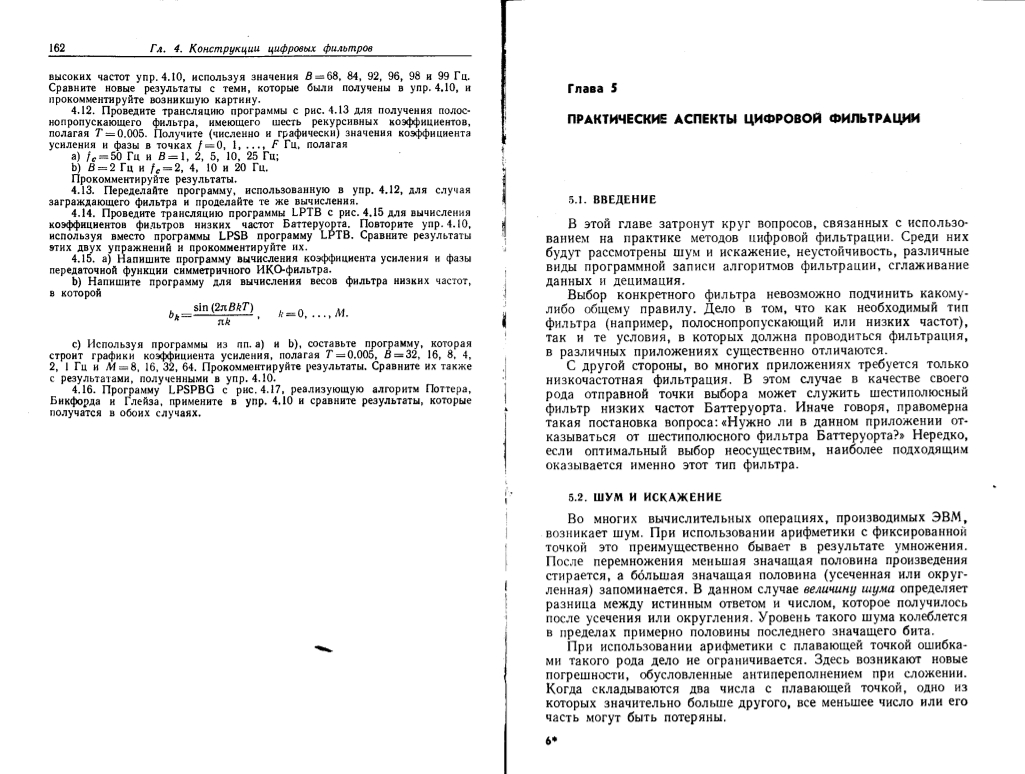 162 Гл. 4. Конструкции цифровых фильтров
высоких частот упр. 4.10, используя значения B = 68, 84, 92, 96, 98 и 99 Гц.
Сравните новые результаты с теми, которые были получены в упр. 4.10, и
прокомментируйте возникшую картину.
4.12. Проведите трансляцию программы с рис. 4.13 для получения полос-
нопропускающего фильтра, имеющего шесть рекурсивных коэффициентов,
полагая T = 0.005. Получите (численно и графически) значения коэффициента
усиления и фазы в точках f = 0, 1, ..., F Гц, полагая
a) fc = 50 Гц и B = 1, 2, 5, 10, 25 Гц;
b) B = 2 Гц и fc = 2, 4, 10 и 20 Гц.
Прокомментируйте результаты.
4.13. Переделайте программу, использованную в упр. 4.12, для случая
заграждающего фильтра и проделайте те же вычисления.
4.14. Проведите трансляцию программы LPTB с рис. 4.15 для вычисления
коэффициентов фильтров низких частот Баттеруорта. Повторите упр. 4.10,
используя вместо программы LPSB программу LPTB. Сравните результаты
этих двух упражнений и прокомментируйте их.
4.15. a) Напишите программу вычисления коэффициента усиления и фазы
передаточной функции симметричного ИКО-фильтра.
b) Напишите программу для вычисления весов фильтра низких частот,
в которой
bk = sin (2πBkT) / πk , k = 0, ..., M.
c) Используя программы из пп. a) и b), составьте программу, которая
строит графики коэффициента усиления, полагая T = 0.005, B = 32, 16, 8, 4,
2, 1 Гц и M = 8, 16, 32, 64. Прокомментируйте результаты. Сравните их также
с результатами, полученными в упр. 4.10.
4.16. Программу LPSPBG с рис. 4.17, реализующую алгоритм Поттера,
Бикфорда и Глейза, примените в упр. 4.10 и сравните результаты, которые
получатся в обоих случаях.
Глава 5
ПРАКТИЧЕСКИЕ АСПЕКТЫ ЦИФРОВОЙ ФИЛЬТРАЦИИ
5.1. ВВЕДЕНИЕ
В этой главе затронут круг вопросов, связанных с использо-
ванием на практике методов цифровой фильтрации. Среди них
будут рассмотрены шум и искажение, неустойчивость, различные
виды программной записи алгоритмов фильтрации, сглаживание
данных и децимация.
Выбор конкретного фильтра невозможно подчинить какому-
либо общему правилу. Дело в том, что как необходимый тип
фильтра (например, полоснопропускающий или низких частот),
так и те условия, в которых должна проводиться фильтрация,
в различных приложениях существенно отличаются.
С другой стороны, во многих приложениях требуется только
низкочастотная фильтрация. В этом случае в качестве своего
рода отправной точки выбора может служить шестиполюсный
фильтр низких частот Баттеруорта. Иначе говоря, правомерна
такая постановка вопроса: «Нужно ли в данном приложении от-
казываться от шестиполюсного фильтра Баттеруорта?» Нередко,
если оптимальный выбор неосуществим, наиболее подходящим
оказывается именно этот тип фильтра.
5.2. ШУМ И ИСКАЖЕНИЕ
Во многих вычислительных операциях, производимых ЭВМ,
возникает шум. При использовании арифметики с фиксированной
точкой это преимущественно бывает в результате умножения.
После перемножения меньшая значащая половина произведения
стирается, а бо́льшая значащая половина (усеченная или округ-
ленная) запоминается. В данном случае величину шума определяет
разница между истинным ответом и числом, которое получилось
после усечения или округления. Уровень такого шума колеблется
в пределах примерно половины последнего значащего бита.
При использовании арифметики с плавающей точкой ошибка-
ми такого рода дело не ограничивается. Здесь возникают новые
погрешности, обусловленные антипереполнением при сложении.
Когда складываются два числа с плавающей точкой, одно из
которых значительно больше другого, все меньшее число или его
часть могут быть потеряны.
6*